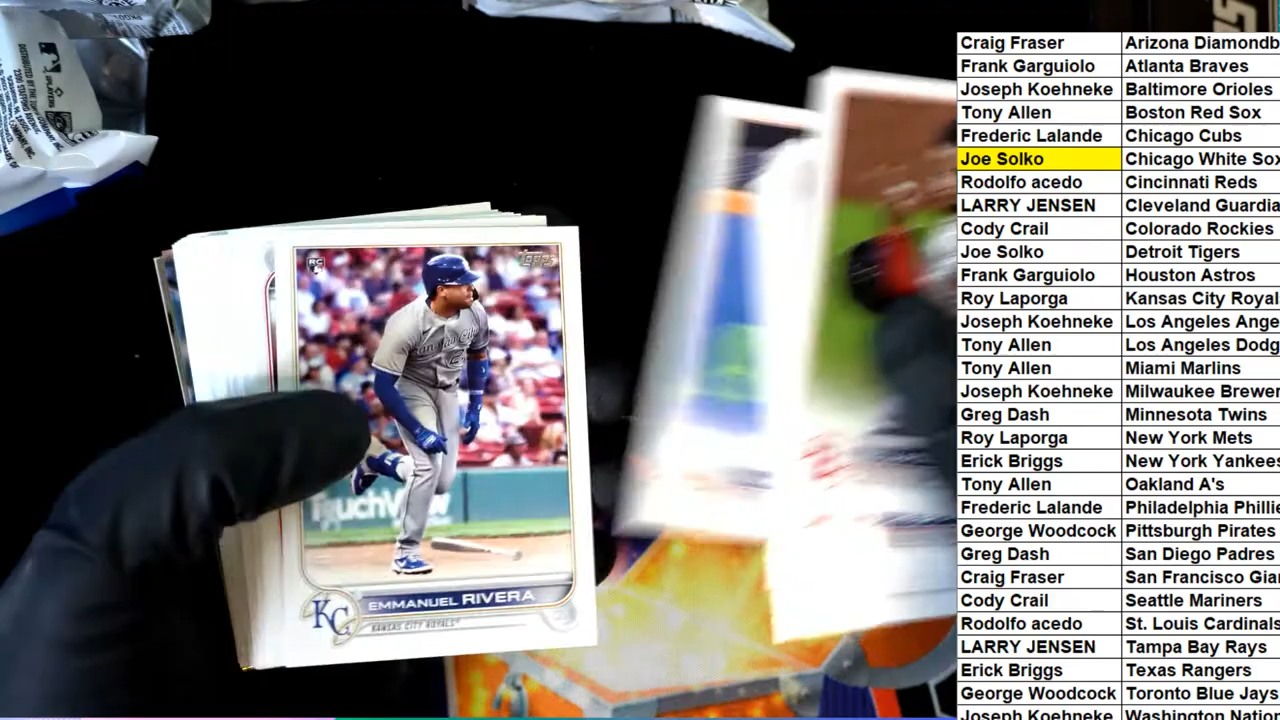 RC
Topps
TouchV
EMMANUEL RIVERA
KC
KANSAS CITY ROYALS
Craig Fraser Arizona Diamondb
Frank Garguiolo Atlanta Braves
Joseph Koehneke Baltimore Orioles
Tony Allen Boston Red Sox
Frederic Lalande Chicago Cubs
Joe Solko Chicago White Sox
Rodolfo acedo Cincinnati Reds
LARRY JENSEN Cleveland Guardia
Cody Crail Colorado Rockies
Joe Solko Detroit Tigers
Frank Garguiolo Houston Astros
Roy Laporga Kansas City Royal
Joseph Koehneke Los Angeles Ange
Tony Allen Los Angeles Dodg
Tony Allen Miami Marlins
Joseph Koehneke Milwaukee Brewer
Greg Dash Minnesota Twins
Roy Laporga New York Mets
Erick Briggs New York Yankees
Tony Allen Oakland A's
Frederic Lalande Philadelphia Phillie
George Woodcock Pittsburgh Pirates
Greg Dash San Diego Padres
Craig Fraser San Francisco Gia
Cody Crail Seattle Mariners
Rodolfo acedo St. Louis Cardinals
LARRY JENSEN Tampa Bay Rays
Erick Briggs Texas Rangers
George Woodcock Toronto Blue Jays
Joseph Koehneke Washington Nation